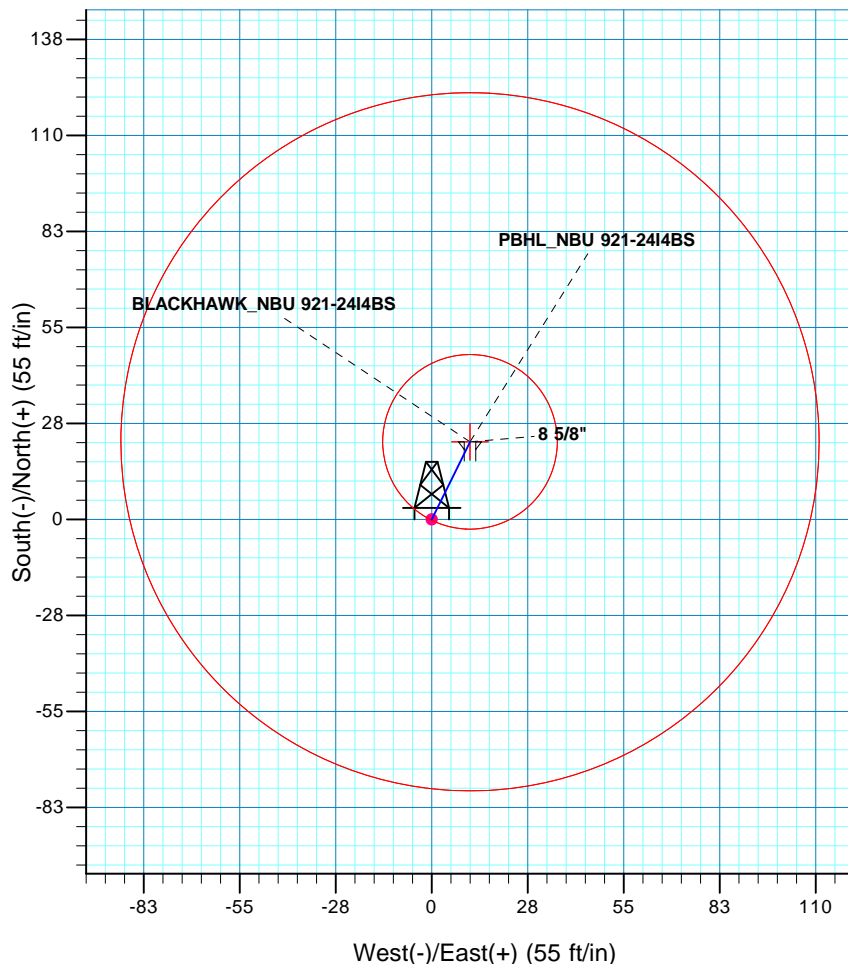 138
110
PBHL_NBU 921-24I4BS
83
BLACKHAWK_NBU 921-24I4BS
55
28
8 5/8"
0
-28
-55
-83
South(-)/North(+) (55 ft/in)
-83 -55 -28 0 28 55 83 110
West(-)/East(+) (55 ft/in)